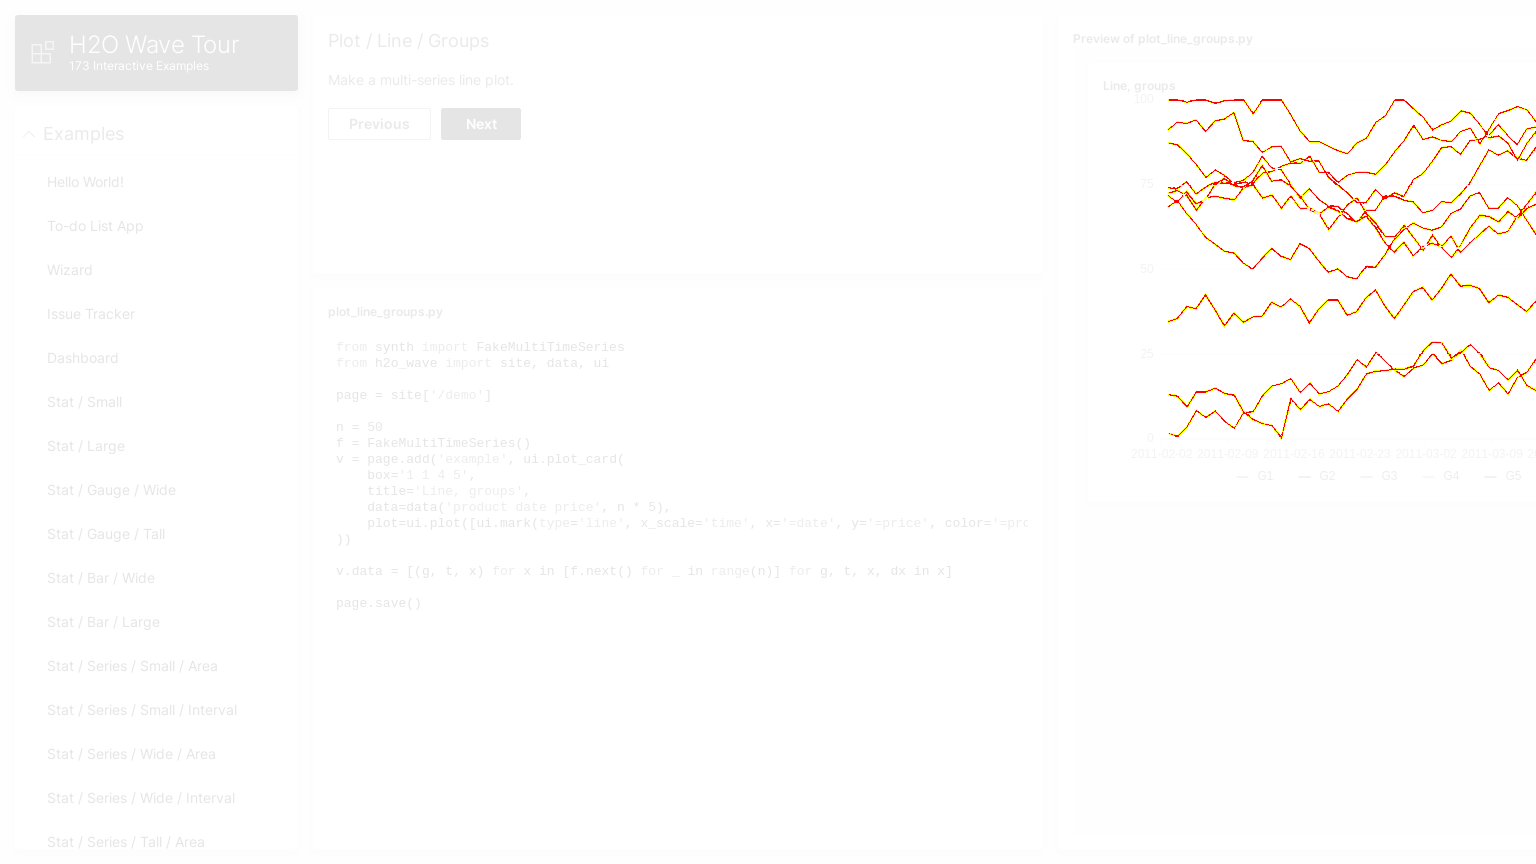 H2O Wave Tour
173 Interactive Examples
Examples
Hello World!
To-do List App
Wizard
Issue Tracker
Dashboard
Stat / Small
Stat / Large
Stat / Gauge / Wide
Stat / Gauge / Tall
Stat / Bar / Wide
Stat / Bar / Large
Stat / Series / Small / Area
Stat / Series / Small / Interval
Stat / Series / Wide / Area
Stat / Series / Wide / Interval
Stat / Series / Tall / Area
Plot / Line / Groups
Make a multi-series line plot.
Previous Next
plot_line_groups.py
from synth import FakeMultiTimeSeries
from h2o_wave import site, data, ui
page = site['/demo']
n = 50
f = FakeMultiTimeSeries()
v = page.add('example', ui.plot_card(
box='1 1 4 5',
title='Line, groups',
data=data('product date price', n * 5),
plot=ui.plot([ui.mark(type='line', x_scale='time', x='=date', y='=price', color='=pro
))
v.data = [(g, t, x) for x in [f.next() for _ in range(n)] for g, t, x, dx in x]
page.save()
Preview of plot_line_groups.py
Line, groups
100
75
50
25
0
2011-02-02 2011-02-09 2011-02-16 2011-02-23 2011-03-02 2011-03-09
G1 G2 G3 G4 G5